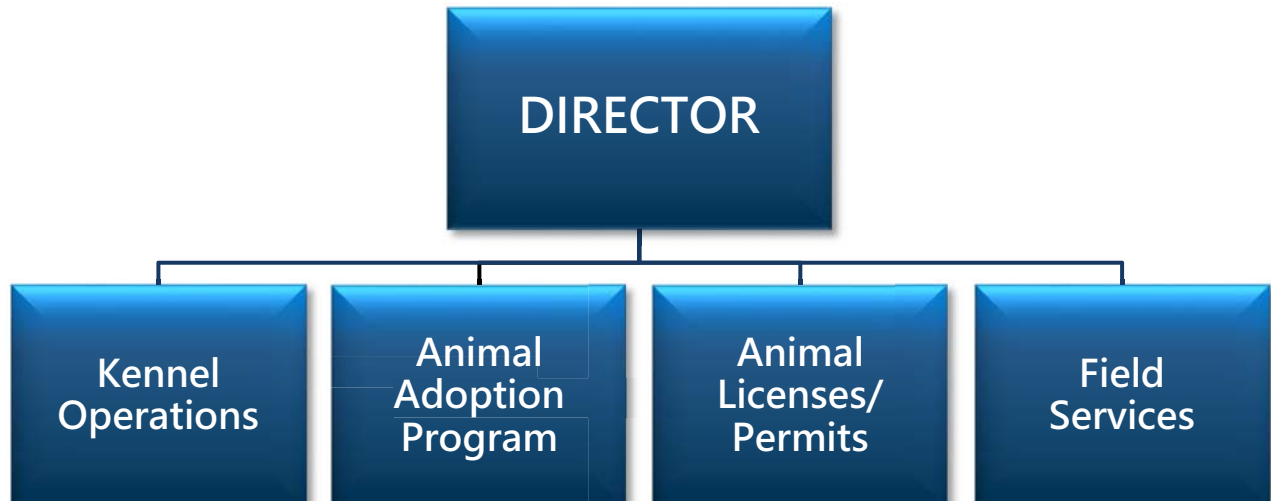 DIRECTOR
Kennel
Operations
Animal
Adoption
Program
Animal
Licenses/
Permits
Field
Services